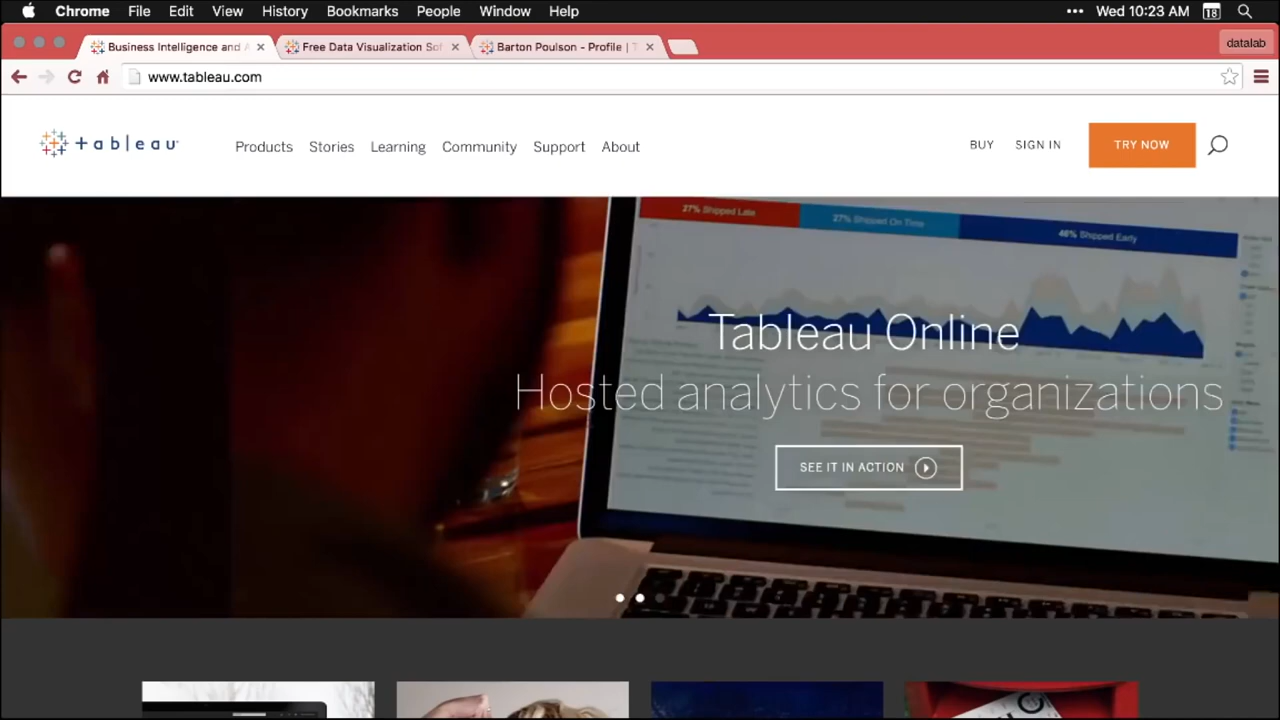 Chrome File Edit View History Bookmarks People Window Help
••• Wed 10:23 AM 18
Business Intelligence and A
Free Data Visualization Sof
Barton Poulson - Profile | T
datalab
www.tableau.com
+ableau
Products Stories Learning Community Support About
BUY SIGN IN TRY NOW
27% Shipped Late 27% Shipped On Time 46% Shipped Early
Tableau Online
Hosted analytics for organizations
SEE IT IN ACTION